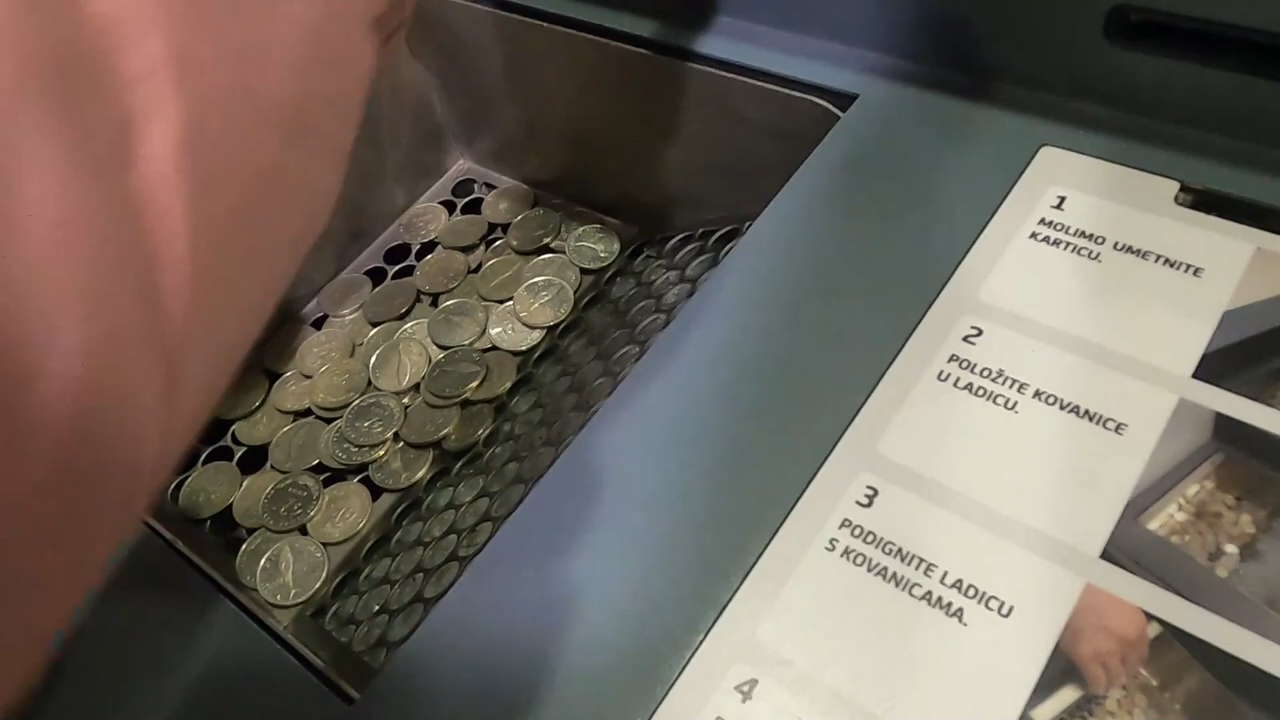 1
MOLIMO UMETNITE
KARTICU.
2
POLOŽITE KOVANICE
U LADICU.
3
PODIGNITE LADICU
S KOVANICAMA.
4